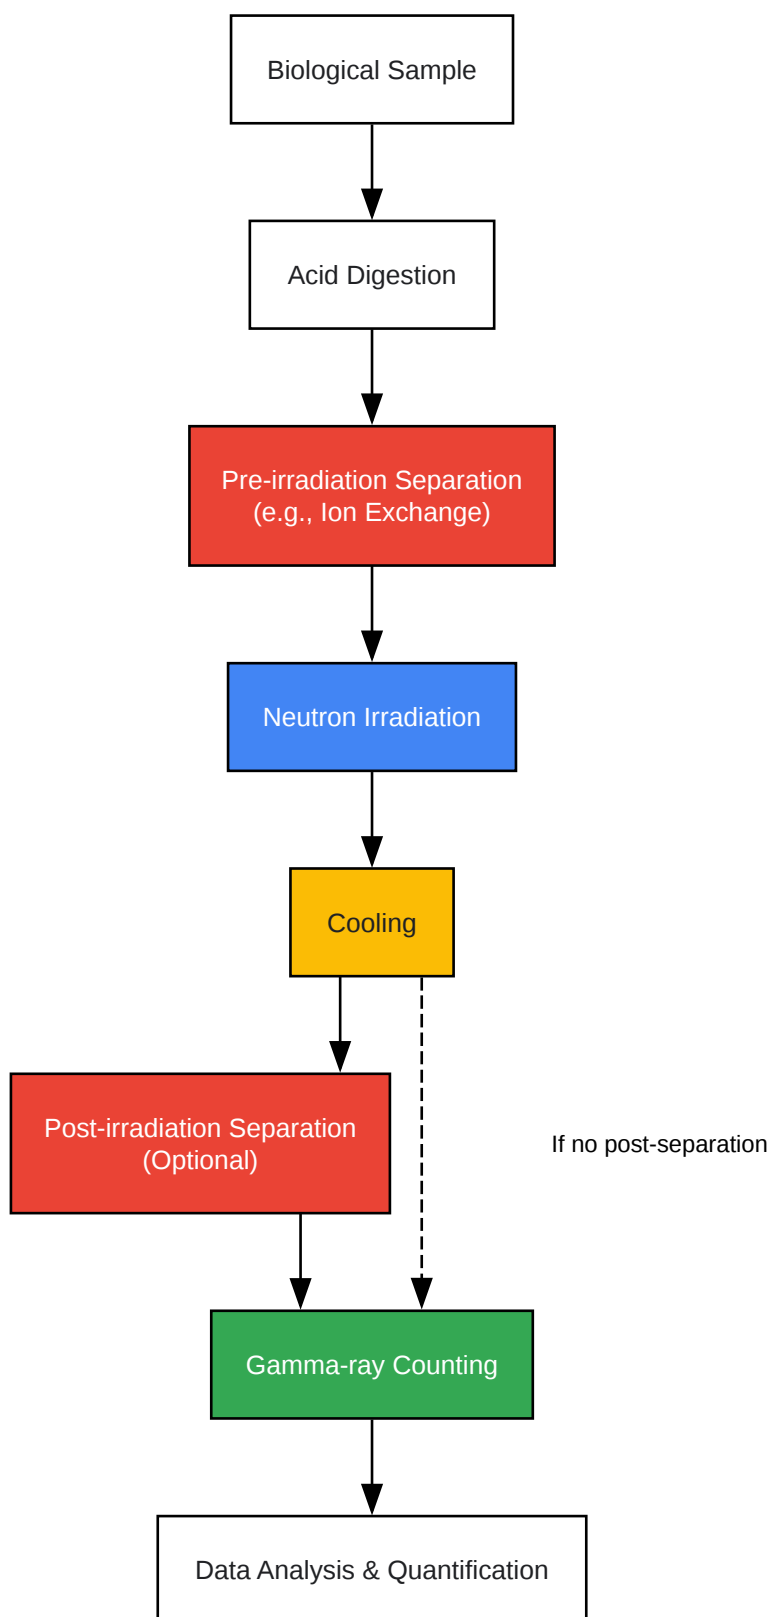 Biological Sample
Acid Digestion
Pre-irradiation Separation
(e.g., Ion Exchange)
Neutron Irradiation
Cooling
Post-irradiation Separation
(Optional)
If no post-separation
Gamma-ray Counting
Data Analysis & Quantification